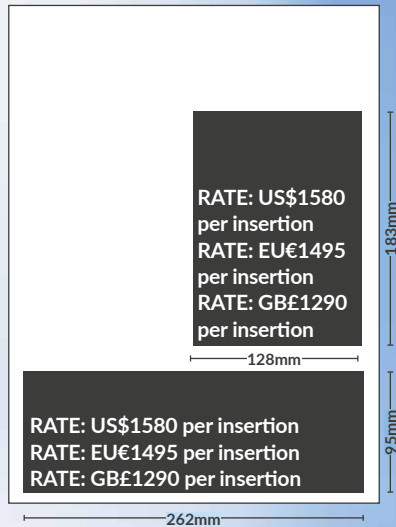 RATE: US$1580
per insertion
RATE: EU€1495
per insertion
RATE: GB£1290
per insertion
183mm
128mm
RATE: US$1580 per insertion
RATE: EU€1495 per insertion
RATE: GB£1290 per insertion
95mm
262mm